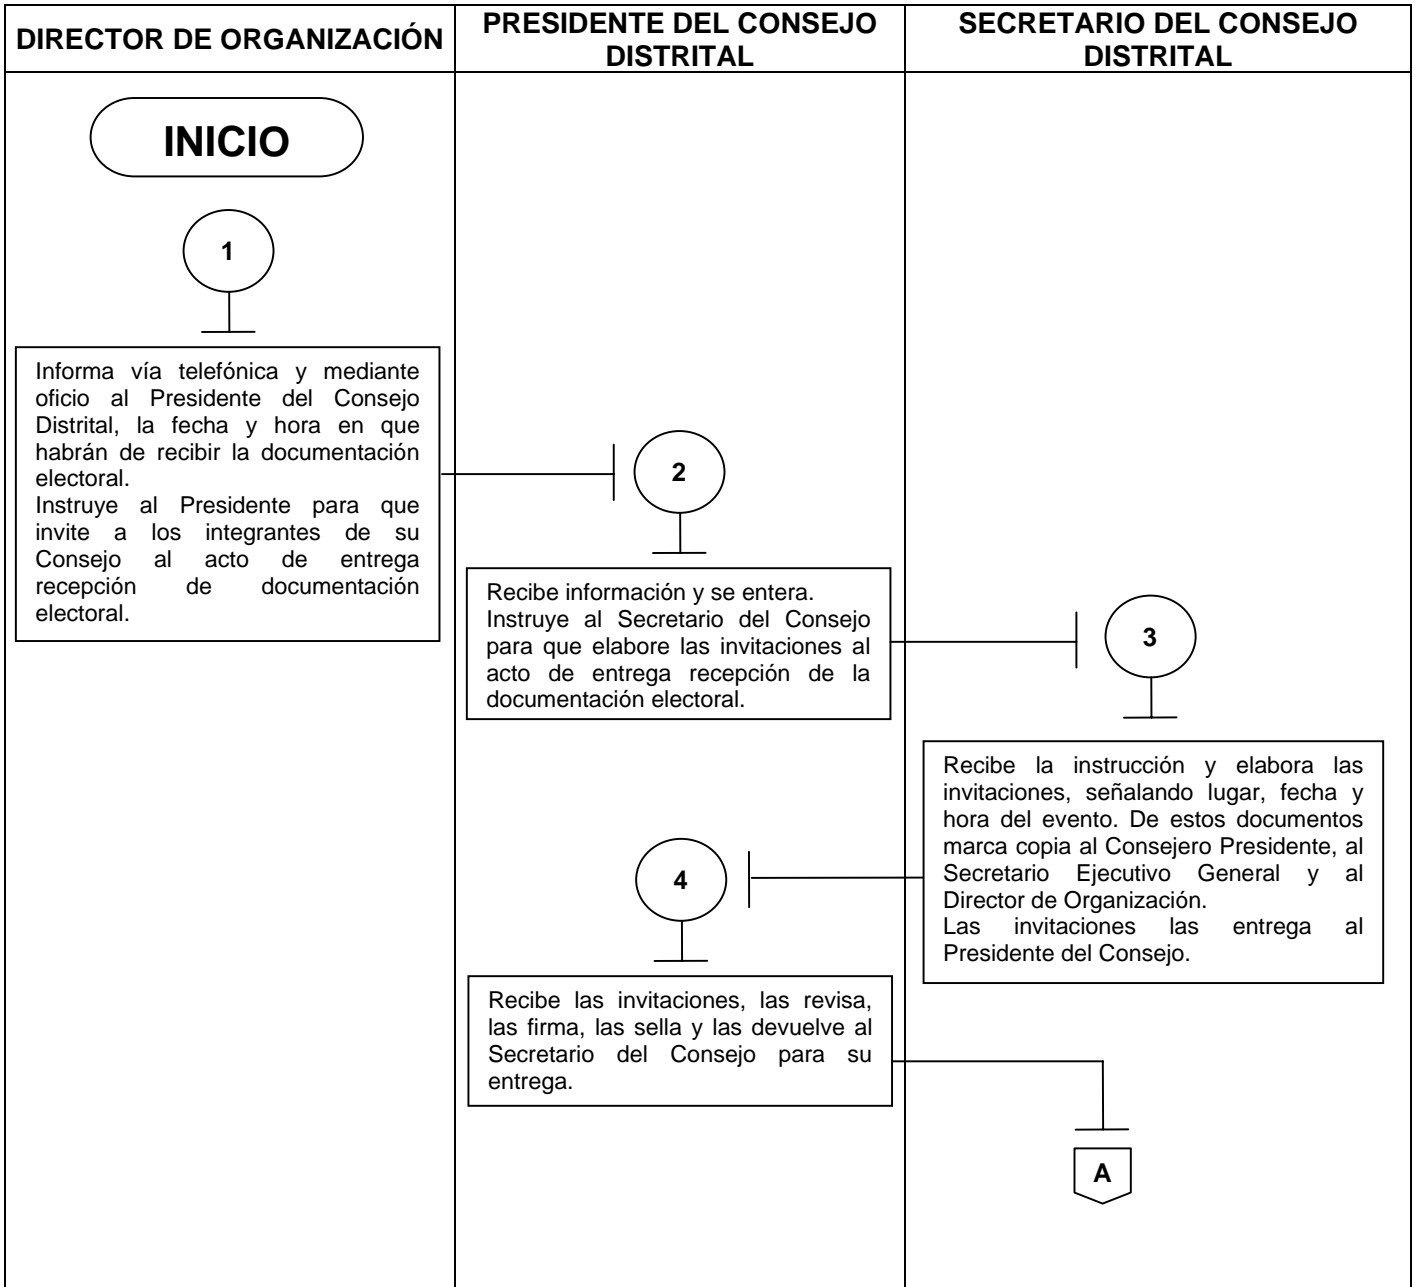 DIRECTOR DE ORGANIZACIÓN
PRESIDENTE DEL CONSEJO
DISTRITAL
SECRETARIO DEL CONSEJO
DISTRITAL
INICIO
1
Informa vía telefónica y mediante
oficio al Presidente del Consejo
Distrital, la fecha y hora en que
habrán de recibir la documentación
electoral.
Instruye al Presidente para que
invite a los integrantes de su
Consejo al acto de entrega
recepción de documentación
electoral.
2
Recibe información y se entera.
Instruye al Secretario del Consejo
para que elabore las invitaciones al
acto de entrega recepción de la
documentación electoral.
3
Recibe la instrucción y elabora las
invitaciones, señalando lugar, fecha y
hora del evento. De estos documentos
marca copia al Consejero Presidente, al
Secretario Ejecutivo General y al
Director de Organización.
Las invitaciones las entrega al
Presidente del Consejo.
4
Recibe las invitaciones, las revisa,
las firma, las sella y las devuelve al
Secretario del Consejo para su
entrega.
A